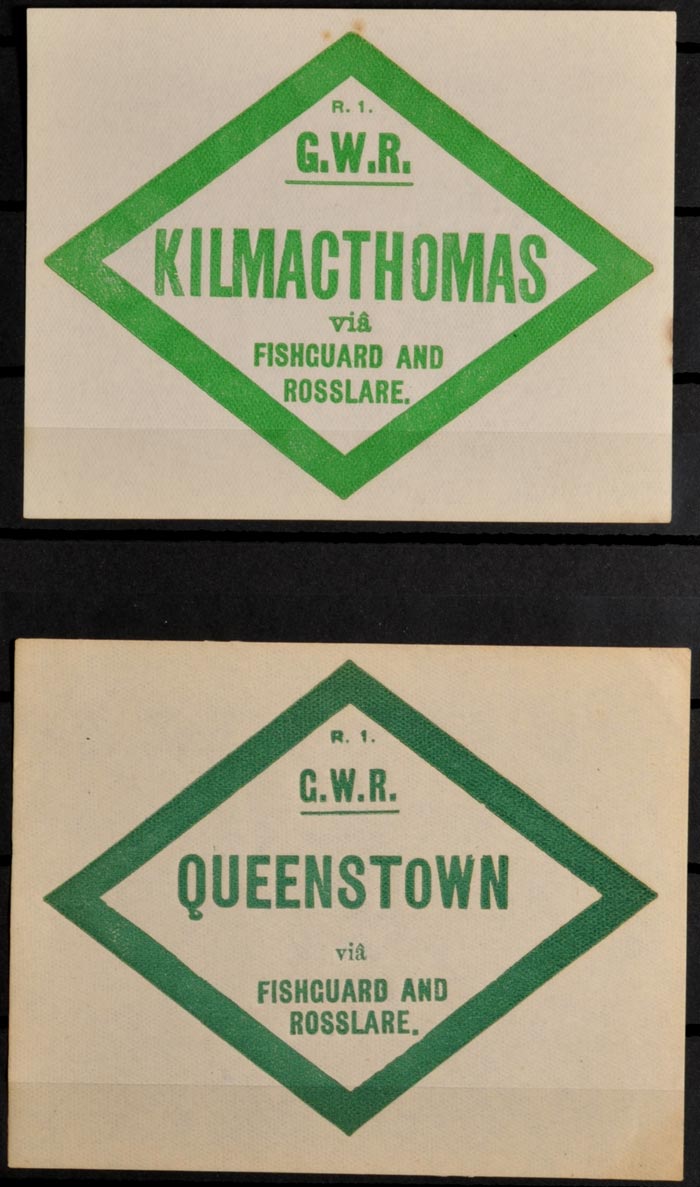 R. 1.
G.W.R.
KILMACTHOMAS
viâ
FISHGUARD AND
ROSSLARE.
R. 1.
G.W.R.
QUEENSTOWN
viâ
FISHGUARD AND
ROSSLARE.